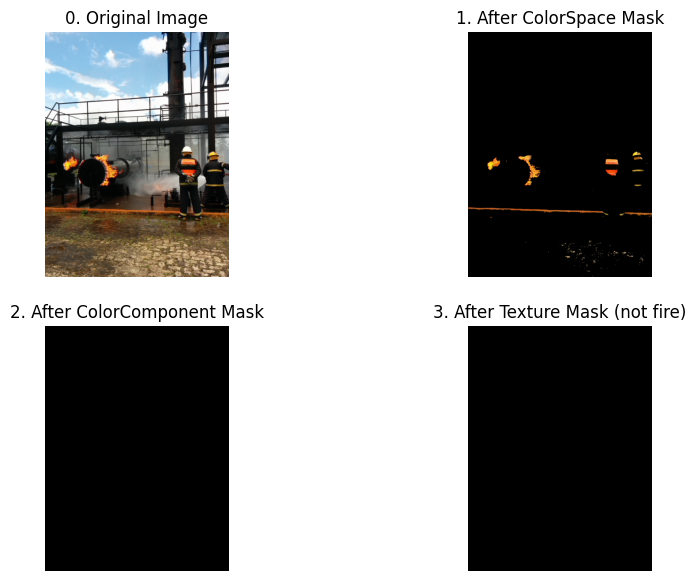 0. Original Image
1. After ColorSpace Mask
2. After ColorComponent Mask
3. After Texture Mask (not fire)